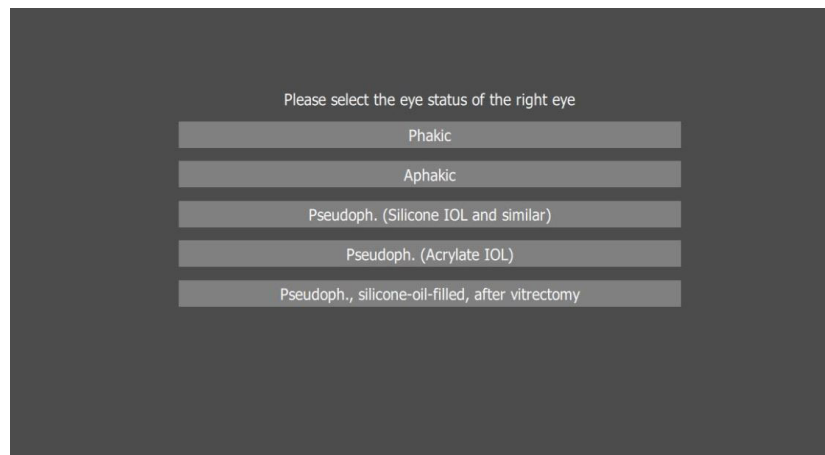 Please select the eye status of the right eye
Phakic
Aphakic
Pseudoph. (Silicone IOL and similar)
Pseudoph. (Acrylate IOL)
Pseudoph., silicone-oil-filled, after vitrectomy